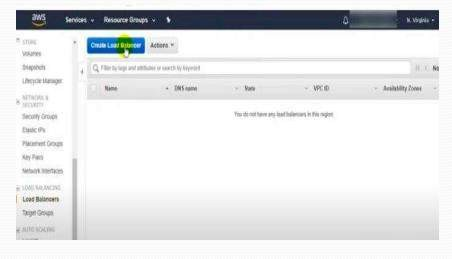 aws Services Resource Groups N. Virginia
STORE
Volumes
Snapshots
Lifecycle Manager
NETWORK & SECURITY
Security Groups
Elastic IPs
Placement Groups
Key Pairs
Network Interfaces
LOAD BALANCING
Load Balancers
Target Groups
AUTO SCALING
Create Load Balancer Actions
Filter by tags and attributes or search by keyword
No
Name DNS name State VPC ID Availability Zones
You do not have any load balancers in this region.